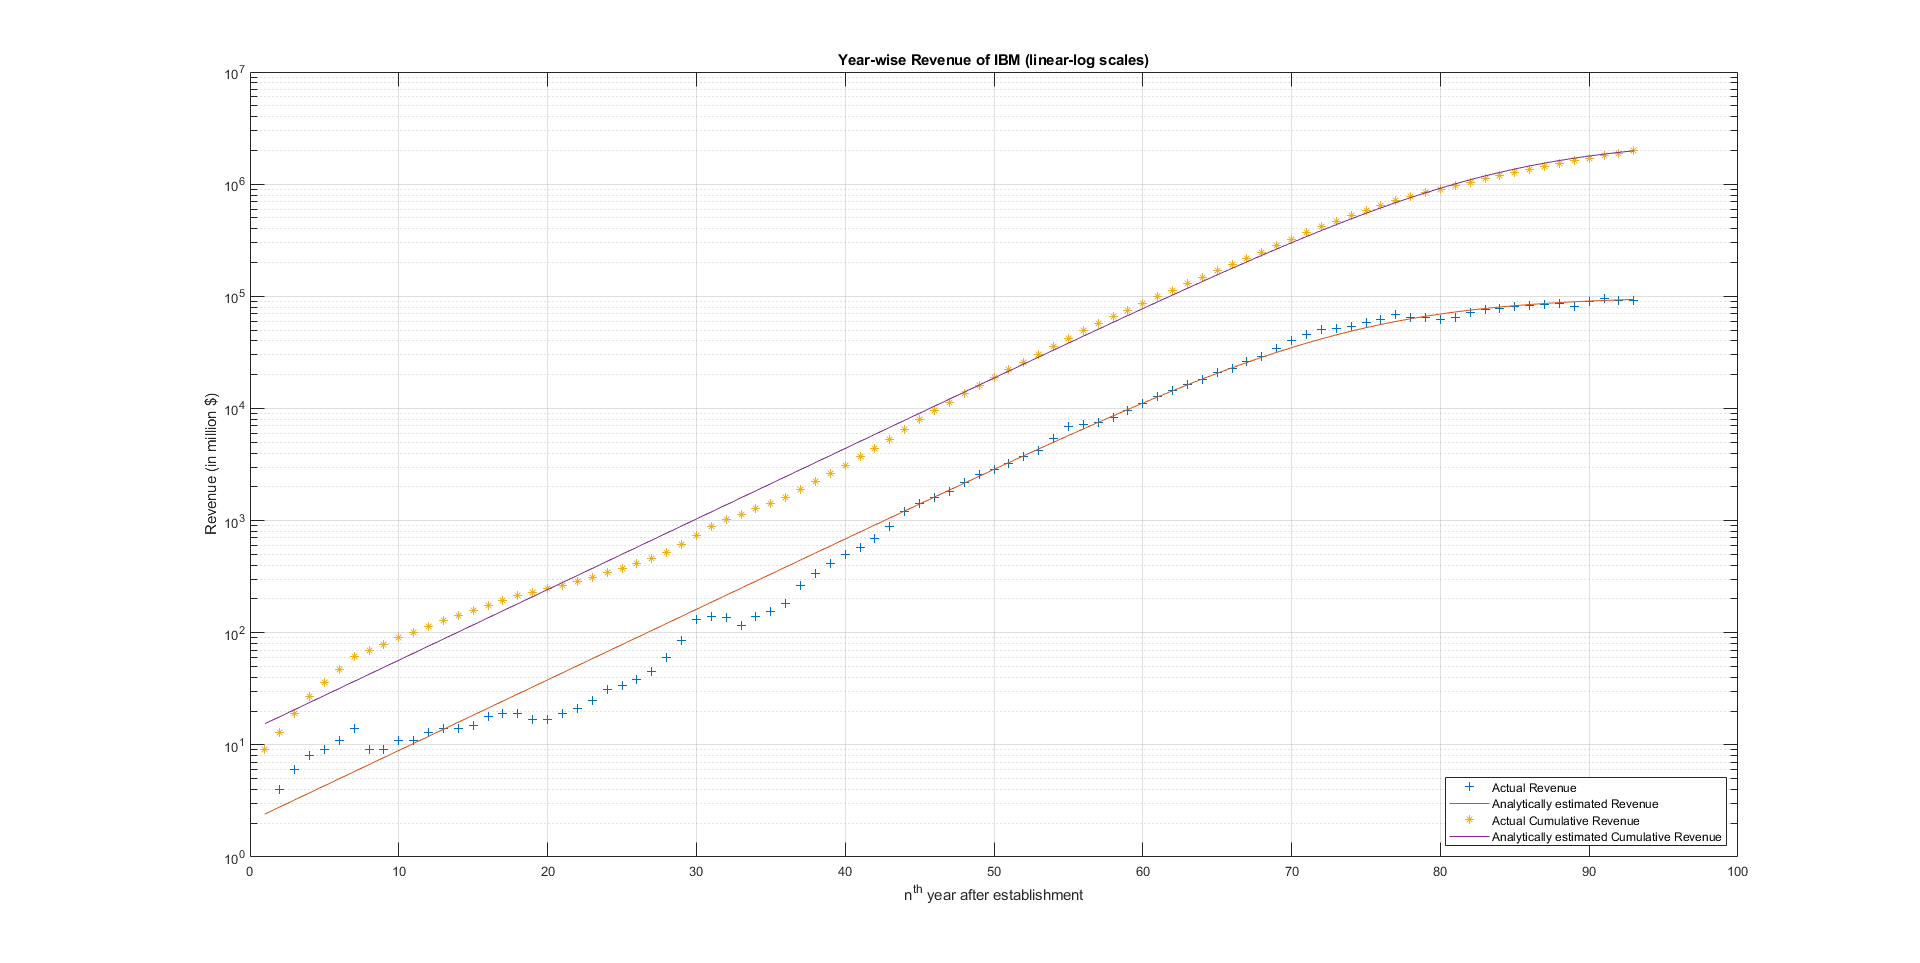 Year-wise Revenue of IBM (linear-log scales)
10^7
10^6
10^5
10^4
10^3
10^2
10^1
10^0
Revenue (in million $)
0 10 20 30 40 50 60 70 80 90 100
n^th year after establishment
Actual Revenue
Analytically estimated Revenue
Actual Cumulative Revenue
Analytically estimated Cumulative Revenue